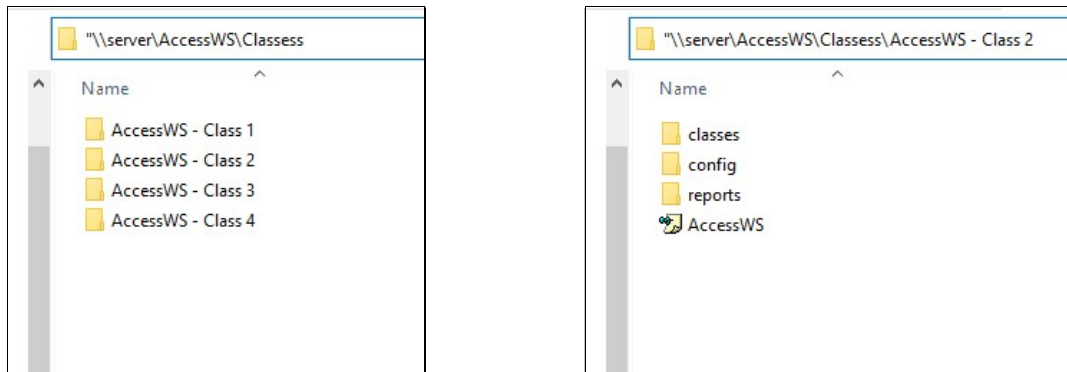 "\\server\AccessWS\Classess
Name
AccessWS - Class 1
AccessWS - Class 2
AccessWS - Class 3
AccessWS - Class 4
"\\server\AccessWS\Classess\AccessWS - Class 2
Name
classes
config
reports
AccessWS